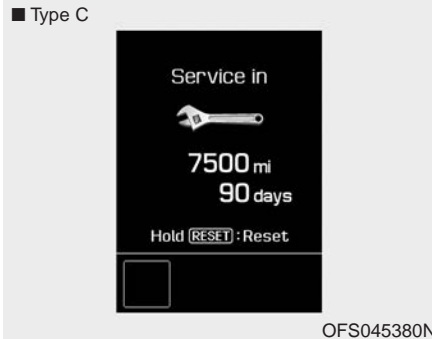 ■ Type C
Service in
7500 mi
90 days
Hold RESET : Reset
OFS045380N